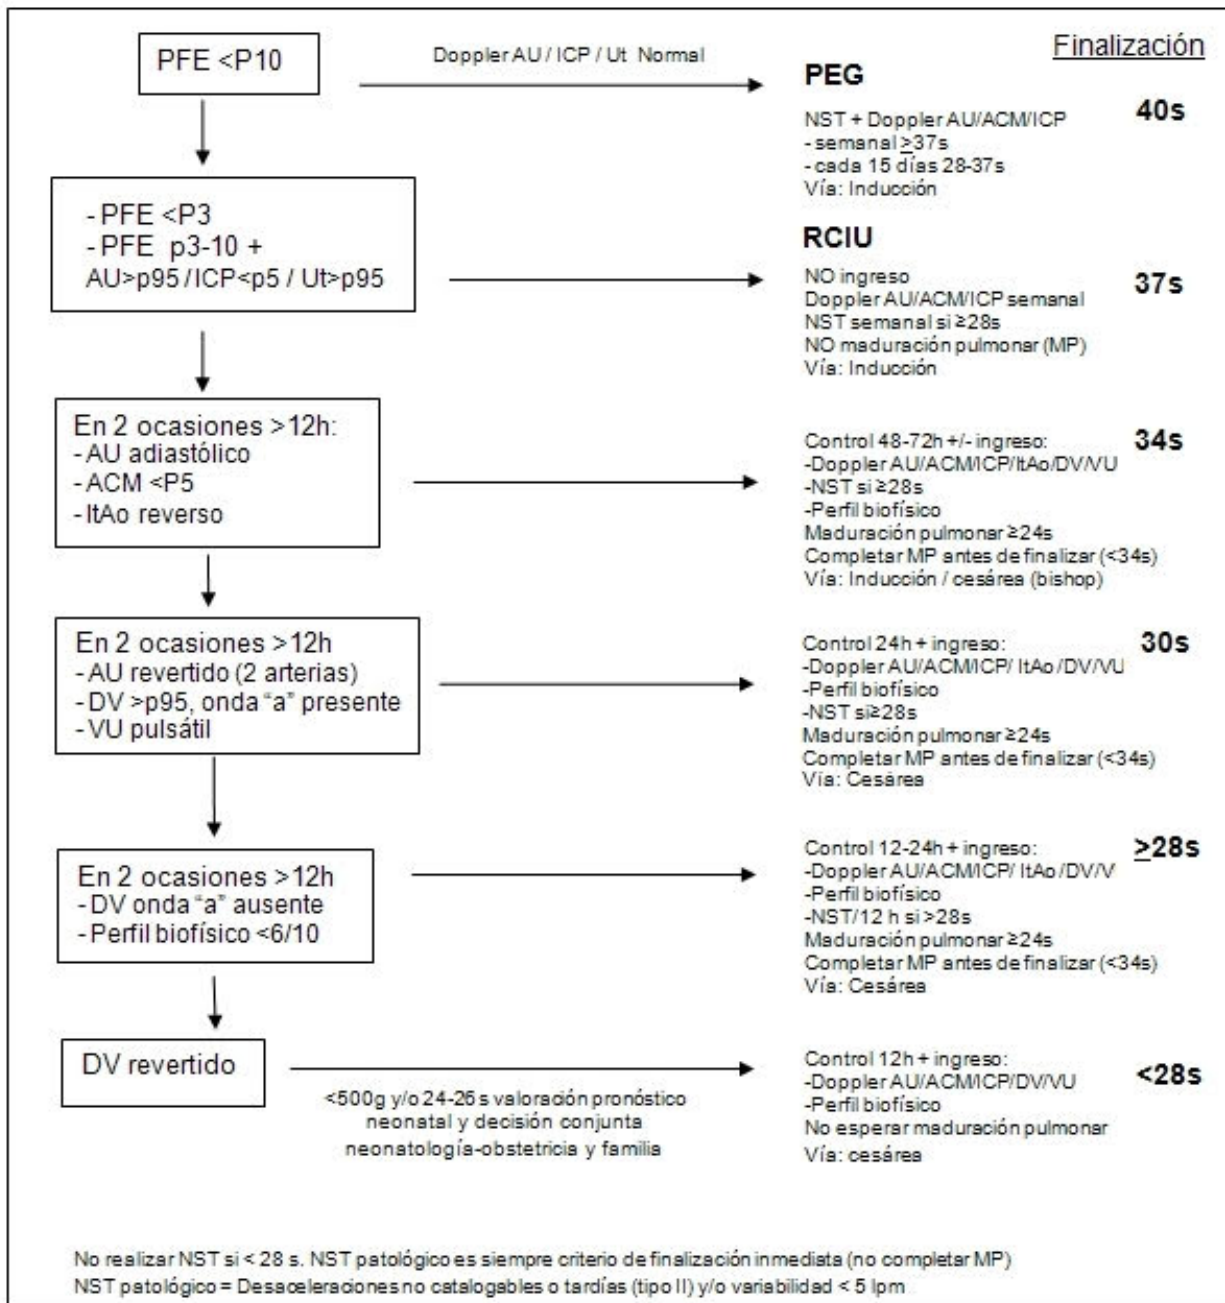 Finalización
PFE <P10
Doppler AU / ICP / Ut Normal
PEG
40s
NST + Doppler AU/ACM/ICP
- semanal ≥37s
- cada 15 días 28-37s
Vía: Inducción
- PFE <P3
- PFE p3-10 +
AU>p95 / ICP<p5 / Ut>p95
RCIU
37s
NO ingreso
Doppler AU/ACM/ICP semanal
NST semanal si ≥28s
NO maduración pulmonar (MP)
Vía: Inducción
En 2 ocasiones >12h:
- AU adiastólico
- ACM <P5
- ItAo reverso
34s
Control 48-72h +/- ingreso:
-Doppler AU/ACM/ICP/ItAo/DV/VU
-NST si ≥28s
-Perfil biofísico
Maduración pulmonar ≥24s
Completar MP antes de finalizar (<34s)
Vía: Inducción / cesárea (bishop)
En 2 ocasiones >12h
- AU revertido (2 arterias)
- DV >p95, onda "a" presente
- VU pulsátil
30s
Control 24h + ingreso:
-Doppler AU/ACM/ICP/ ItAo /DV/VU
-Perfil biofísico
-NST si≥28s
Maduración pulmonar ≥24s
Completar MP antes de finalizar (<34s)
Vía: Cesárea
En 2 ocasiones >12h
- DV onda "a" ausente
- Perfil biofísico <6/10
≥28s
Control 12-24h + ingreso:
-Doppler AU/ACM/ICP/ ItAo /DV/V
-Perfil biofísico
-NST/12 h si >28s
Maduración pulmonar ≥24s
Completar MP antes de finalizar (<34s)
Vía: Cesárea
DV revertido
<500g y/o 24-26 s valoración pronóstico
neonatal y decisión conjunta
neonatología-obstetricia y familia
<28s
Control 12h + ingreso:
-Doppler AU/ACM/ICP/DV/VU
-Perfil biofísico
No esperar maduración pulmonar
Vía: cesárea
No realizar NST si < 28 s. NST patológico es siempre criterio de finalización inmediata (no completar MP)
NST patológico = Desaceleraciones no catalogables o tardías (tipo II) y/o variabilidad < 5 lpm